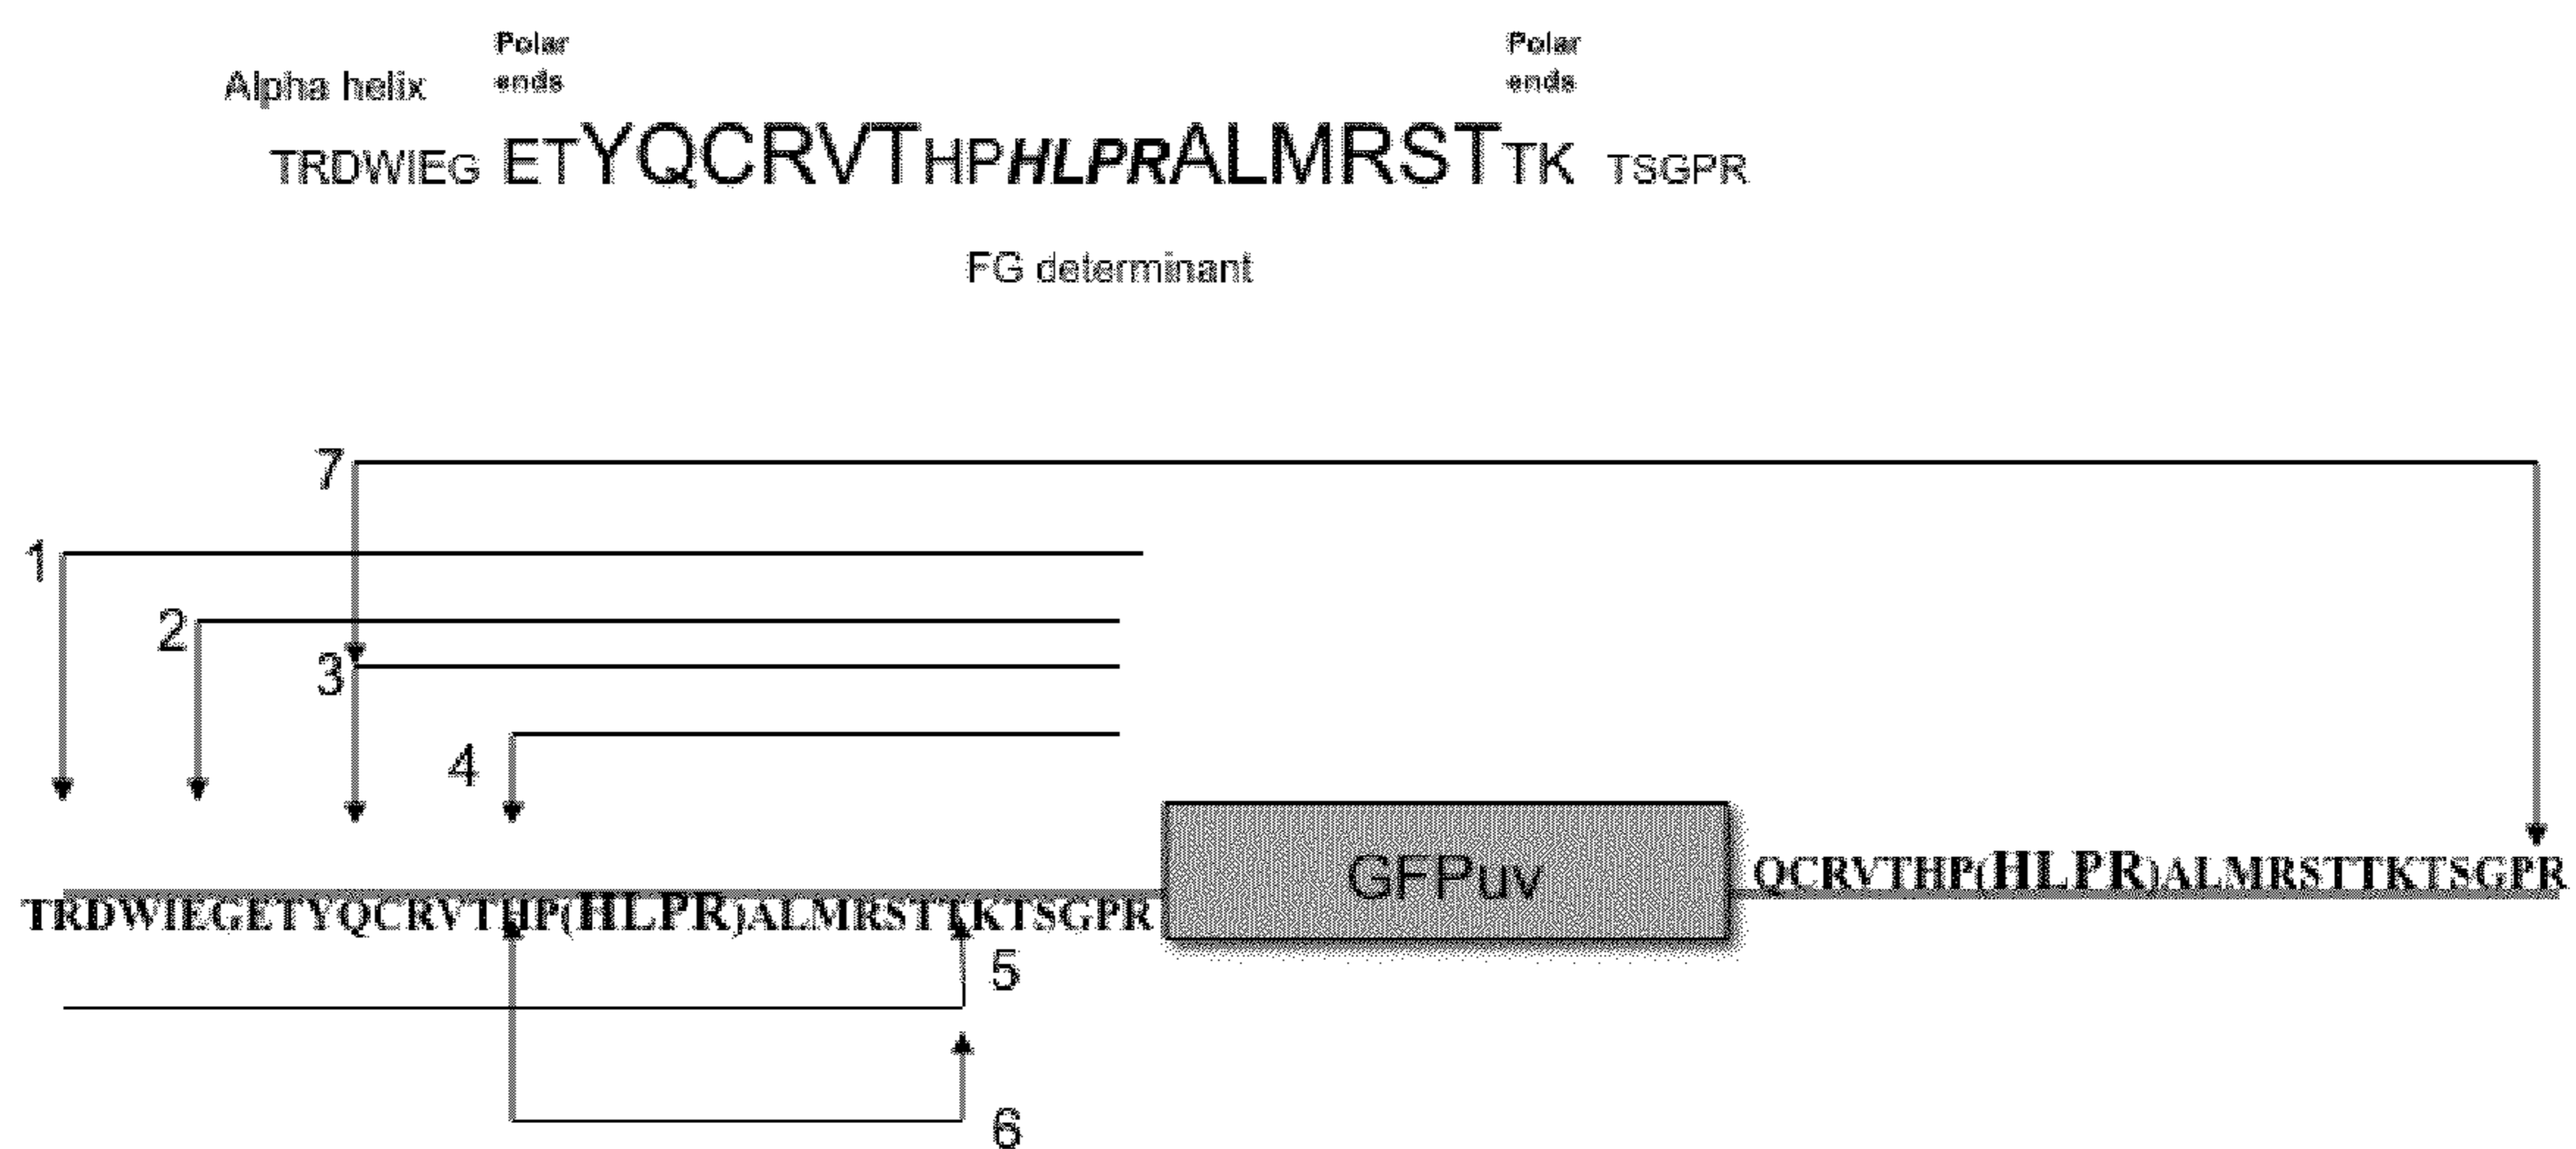 Polar
ends
Polar
ends
Alpha helix
TRDWIEG ETYQCRVTHPHLPRALMRSTTK TSGPR
FG determinant
7
1
2
3
4
GFPuv
QCRVTHP(HLPR)ALMRSTTKTSGPR
TRDWIEGETYQCRVTHP(HLPR)ALMRSTTKTSGPR
5
6